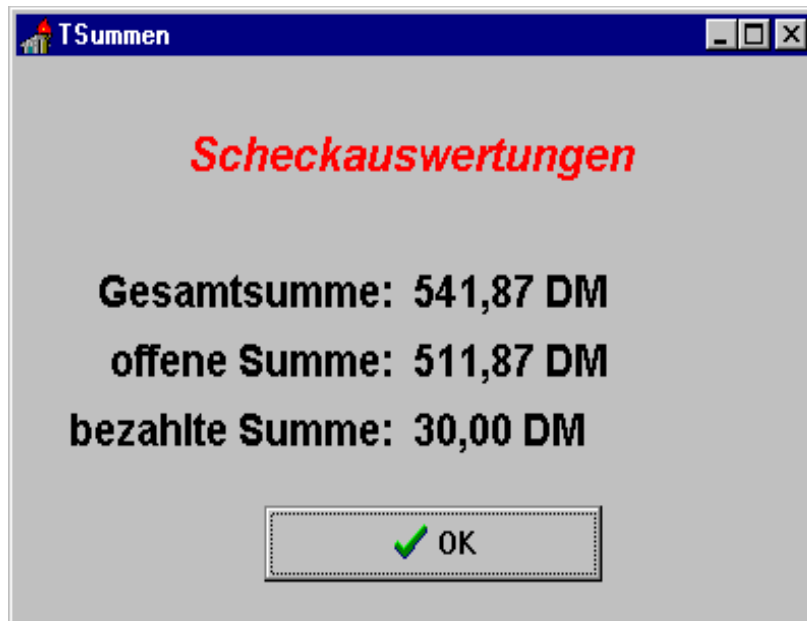 TSummen
Scheckauswertungen
Gesamtsumme: 541,87 DM
offene Summe: 511,87 DM
bezahlte Summe: 30,00 DM
OK